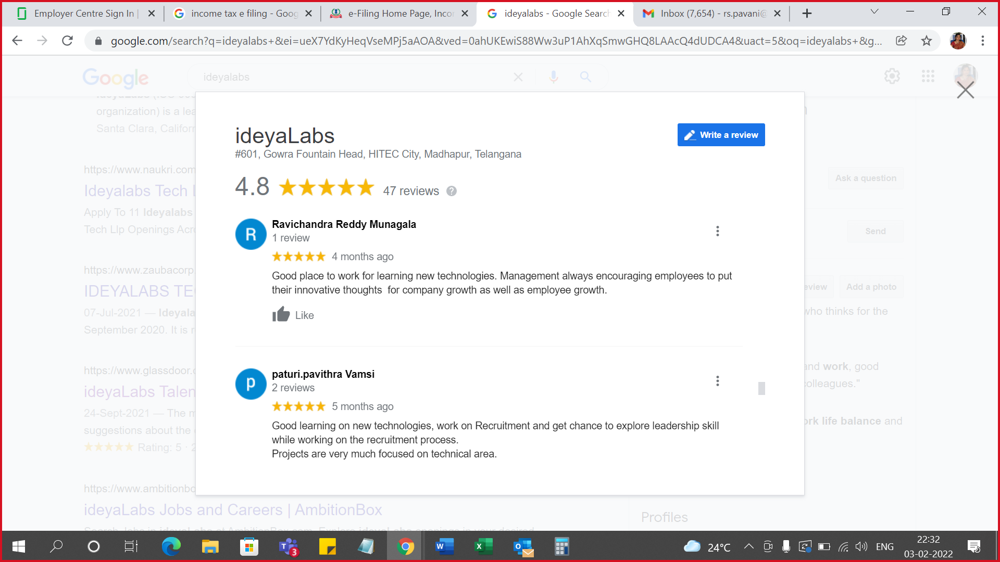 Employer Centre Sign In |
income tax e filing - Goog
e-Filing Home Page, Incor
ideyalabs - Google Search
Inbox (7,654) - rs.pavani@
google.com/search?q=ideyalabs+&ei=ueX7YdKyHeqVseMPj5aAOA&ved=0ahUKEwiS88Ww3uP1AhXqSmwGHQ8LAAcQ4dUDCA4&uact=5&oq=ideyalabs+&g...
Google
ideyalabs
organization) is a lea
Santa Clara, Californ
https://www.naukri.com
Ideyalabs Tech
Apply To 11 Ideyalabs
Tech Llp Openings Acro
https://www.zaubacorp
IDEYALABS TE
07-Jul-2021 — Ideyala
September 2020. It is r
https://www.glassdoor.c
ideyaLabs Talen
24-Sept-2021 — The m
suggestions about the
Rating: 5 · 2
https://www.ambitionbo
ideyaLabs Jobs and Careers | AmbitionBox
ideyaLabs
Write a review
#601, Gowra Fountain Head, HITEC City, Madhapur, Telangana
4.8 47 reviews ?
R
Ravichandra Reddy Munagala
1 review
4 months ago
Good place to work for learning new technologies. Management always encouraging employees to put
their innovative thoughts for company growth as well as employee growth.
Like
p
paturi.pavithra Vamsi
2 reviews
5 months ago
Good learning on new technologies, work on Recruitment and get chance to explore leadership skill
while working on the recruitment process.
Projects are very much focused on technical area.
Ask a question
Send
eview
Add a photo
who thinks for the
and work, good
colleagues."
ork life balance and
Profiles
T 3
W
X
O
24°C
ENG
22:32
03-02-2022